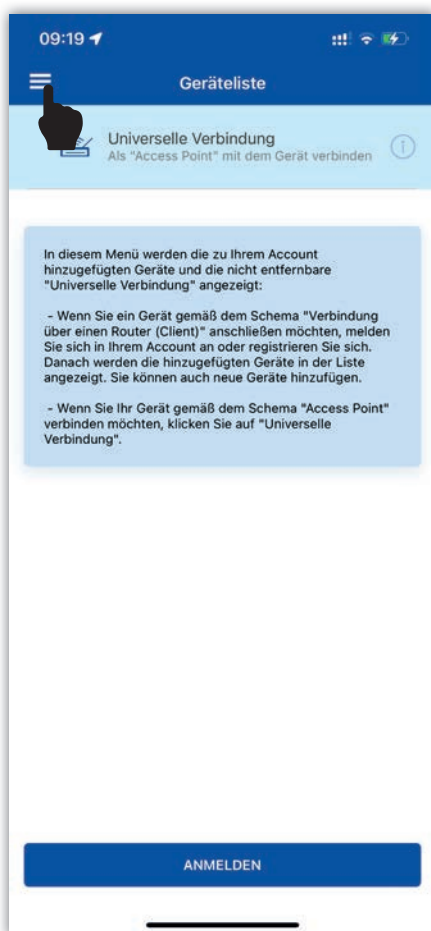 09:19
Geräteliste
Universelle Verbindung
Als "Access Point" mit dem Gerät verbinden
In diesem Menü werden die zu Ihrem Account
hinzugefügten Geräte und die nicht entfernbare
"Universelle Verbindung" angezeigt:
- Wenn Sie ein Gerät gemäß dem Schema "Verbindung
über einen Router (Client)" anschließen möchten, melden
Sie sich in Ihrem Account an oder registrieren Sie sich.
Danach werden die hinzugefügten Geräte in der Liste
angezeigt. Sie können auch neue Geräte hinzufügen.
- Wenn Sie Ihr Gerät gemäß dem Schema "Access Point"
verbinden möchten, klicken Sie auf "Universelle
Verbindung".
ANMELDEN